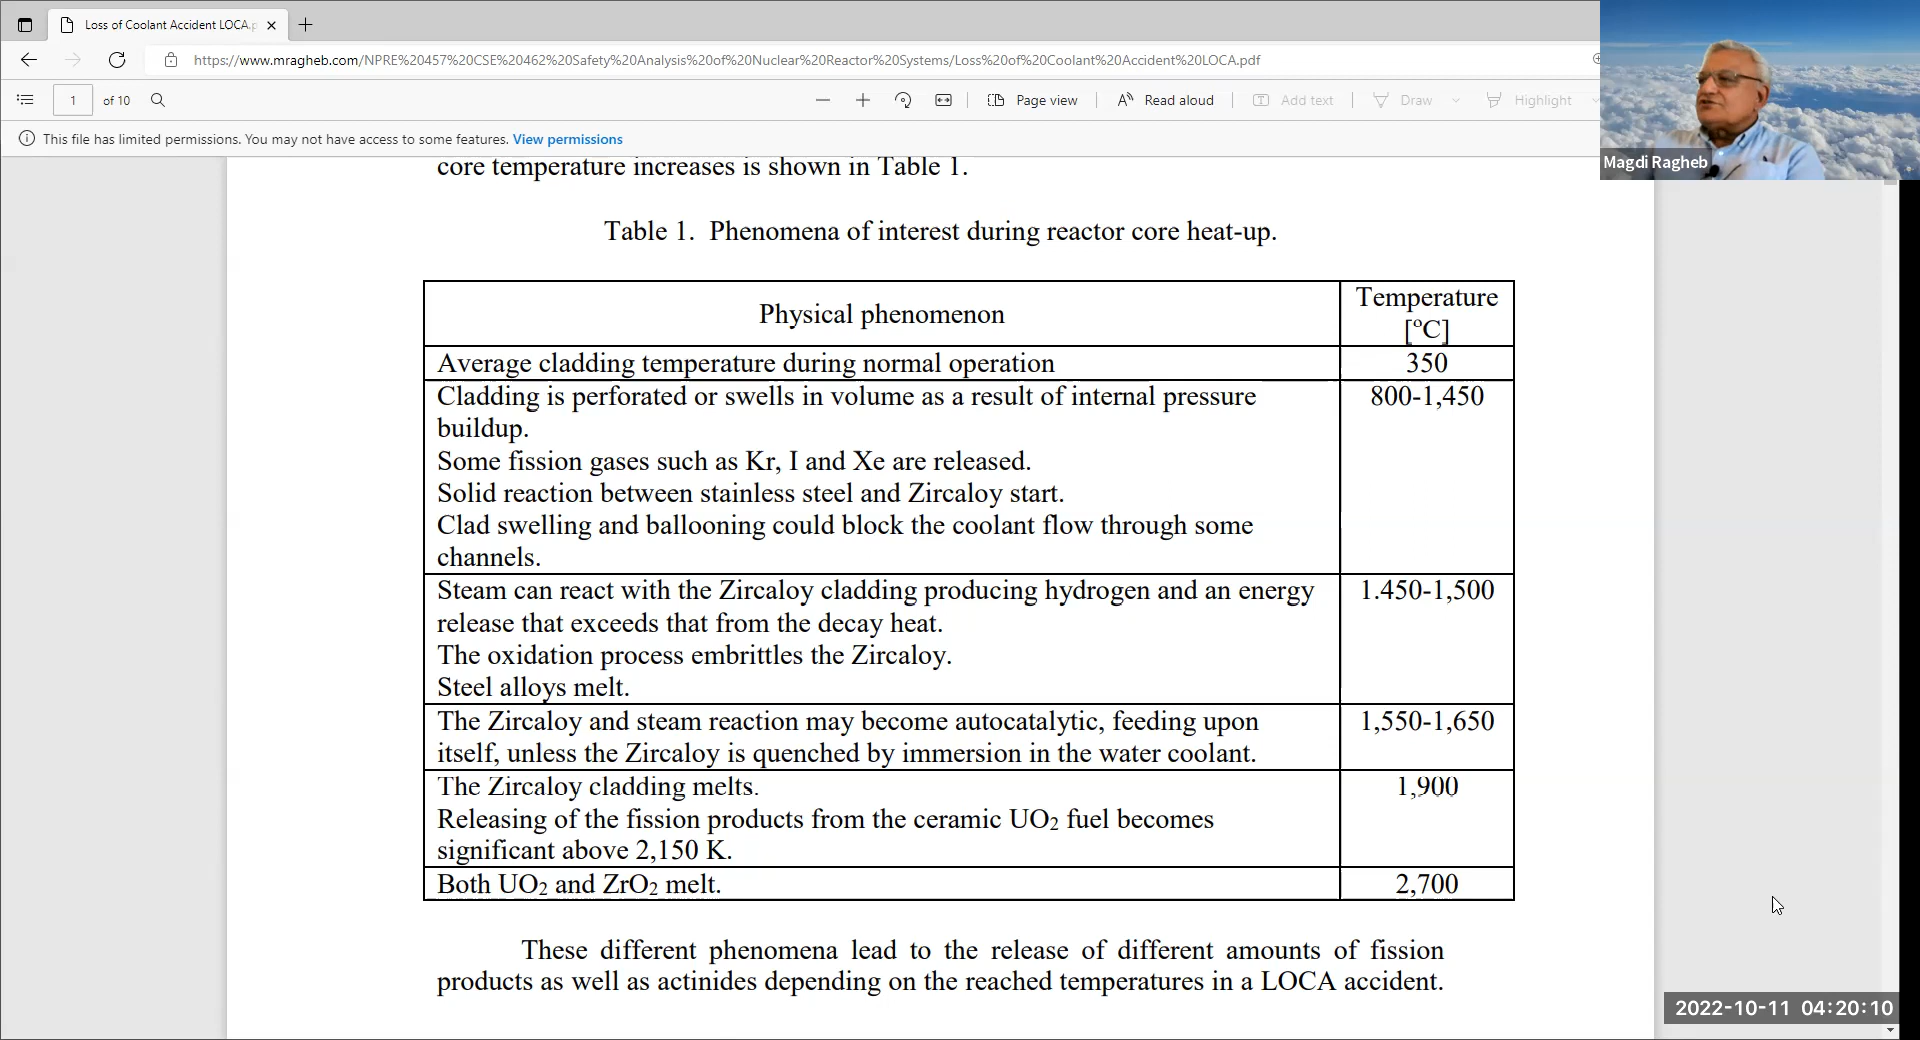 Loss of Coolant Accident LOCA.p
https://www.mragheb.com/NPRE%20457%20CSE%20462%20Safety%20Analysis%20of%20Nuclear%20Reactor%20Systems/Loss%20of%20Coolant%20Accident%20LOCA.pdf
1 of 10 Page view Read aloud Add text Draw Highlight
This file has limited permissions. You may not have access to some features. View permissions
Magdi Ragheb
core temperature increases is shown in Table 1.
Table 1. Phenomena of interest during reactor core heat-up.
Physical phenomenon
Temperature
[°C]
Average cladding temperature during normal operation 350
Cladding is perforated or swells in volume as a result of internal pressure 800-1,450
buildup.
Some fission gases such as Kr, I and Xe are released.
Solid reaction between stainless steel and Zircaloy start.
Clad swelling and ballooning could block the coolant flow through some
channels.
Steam can react with the Zircaloy cladding producing hydrogen and an energy 1.450-1,500
release that exceeds that from the decay heat.
The oxidation process embrittles the Zircaloy.
Steel alloys melt.
The Zircaloy and steam reaction may become autocatalytic, feeding upon 1,550-1,650
itself, unless the Zircaloy is quenched by immersion in the water coolant.
The Zircaloy cladding melts. 1,900
Releasing of the fission products from the ceramic UO2 fuel becomes
significant above 2,150 K.
Both UO2 and ZrO2 melt. 2,700
These different phenomena lead to the release of different amounts of fission
products as well as actinides depending on the reached temperatures in a LOCA accident.
2022-10-11 04:20:10